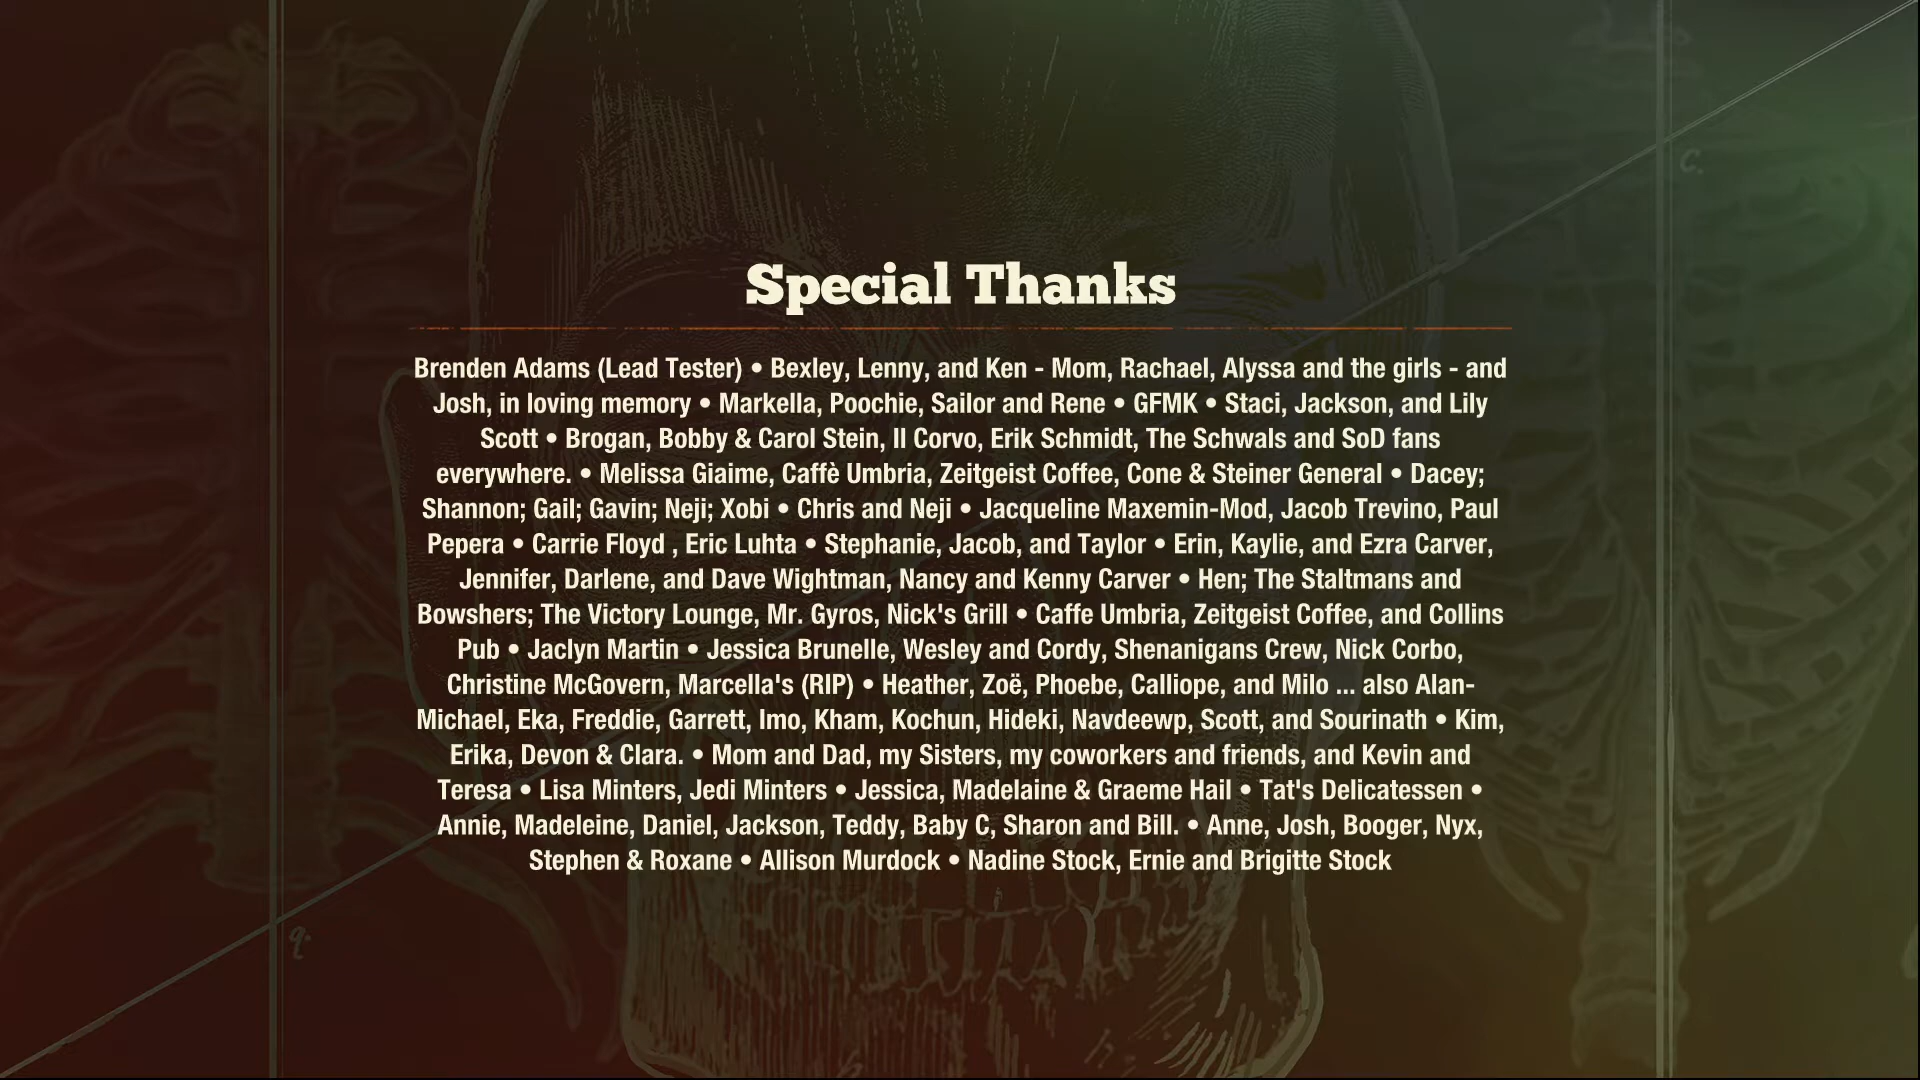 Special Thanks
Brenden Adams (Lead Tester) • Bexley, Lenny, and Ken - Mom, Rachael, Alyssa and the girls - and
Josh, in loving memory • Markella, Poochie, Sailor and Rene • GFMK • Staci, Jackson, and Lily
Scott • Brogan, Bobby & Carol Stein, Il Corvo, Erik Schmidt, The Schwals and SoD fans
everywhere. • Melissa Giaime, Caffè Umbria, Zeitgeist Coffee, Cone & Steiner General • Dacey;
Shannon; Gail; Gavin; Neji; Xobi • Chris and Neji • Jacqueline Maxemin-Mod, Jacob Trevino, Paul
Pepera • Carrie Floyd , Eric Luhta • Stephanie, Jacob, and Taylor • Erin, Kaylie, and Ezra Carver,
Jennifer, Darlene, and Dave Wightman, Nancy and Kenny Carver • Hen; The Staltmans and
Bowshers; The Victory Lounge, Mr. Gyros, Nick's Grill • Caffe Umbria, Zeitgeist Coffee, and Collins
Pub • Jaclyn Martin • Jessica Brunelle, Wesley and Cordy, Shenanigans Crew, Nick Corbo,
Christine McGovern, Marcella's (RIP) • Heather, Zoë, Phoebe, Calliope, and Milo ... also Alan-
Michael, Eka, Freddie, Garrett, Imo, Kham, Kochun, Hideki, Navdeewp, Scott, and Sourinath • Kim,
Erika, Devon & Clara. • Mom and Dad, my Sisters, my coworkers and friends, and Kevin and
Teresa • Lisa Minters, Jedi Minters • Jessica, Madelaine & Graeme Hail • Tat's Delicatessen •
Annie, Madeleine, Daniel, Jackson, Teddy, Baby C, Sharon and Bill. • Anne, Josh, Booger, Nyx,
Stephen & Roxane • Allison Murdock • Nadine Stock, Ernie and Brigitte Stock
c.